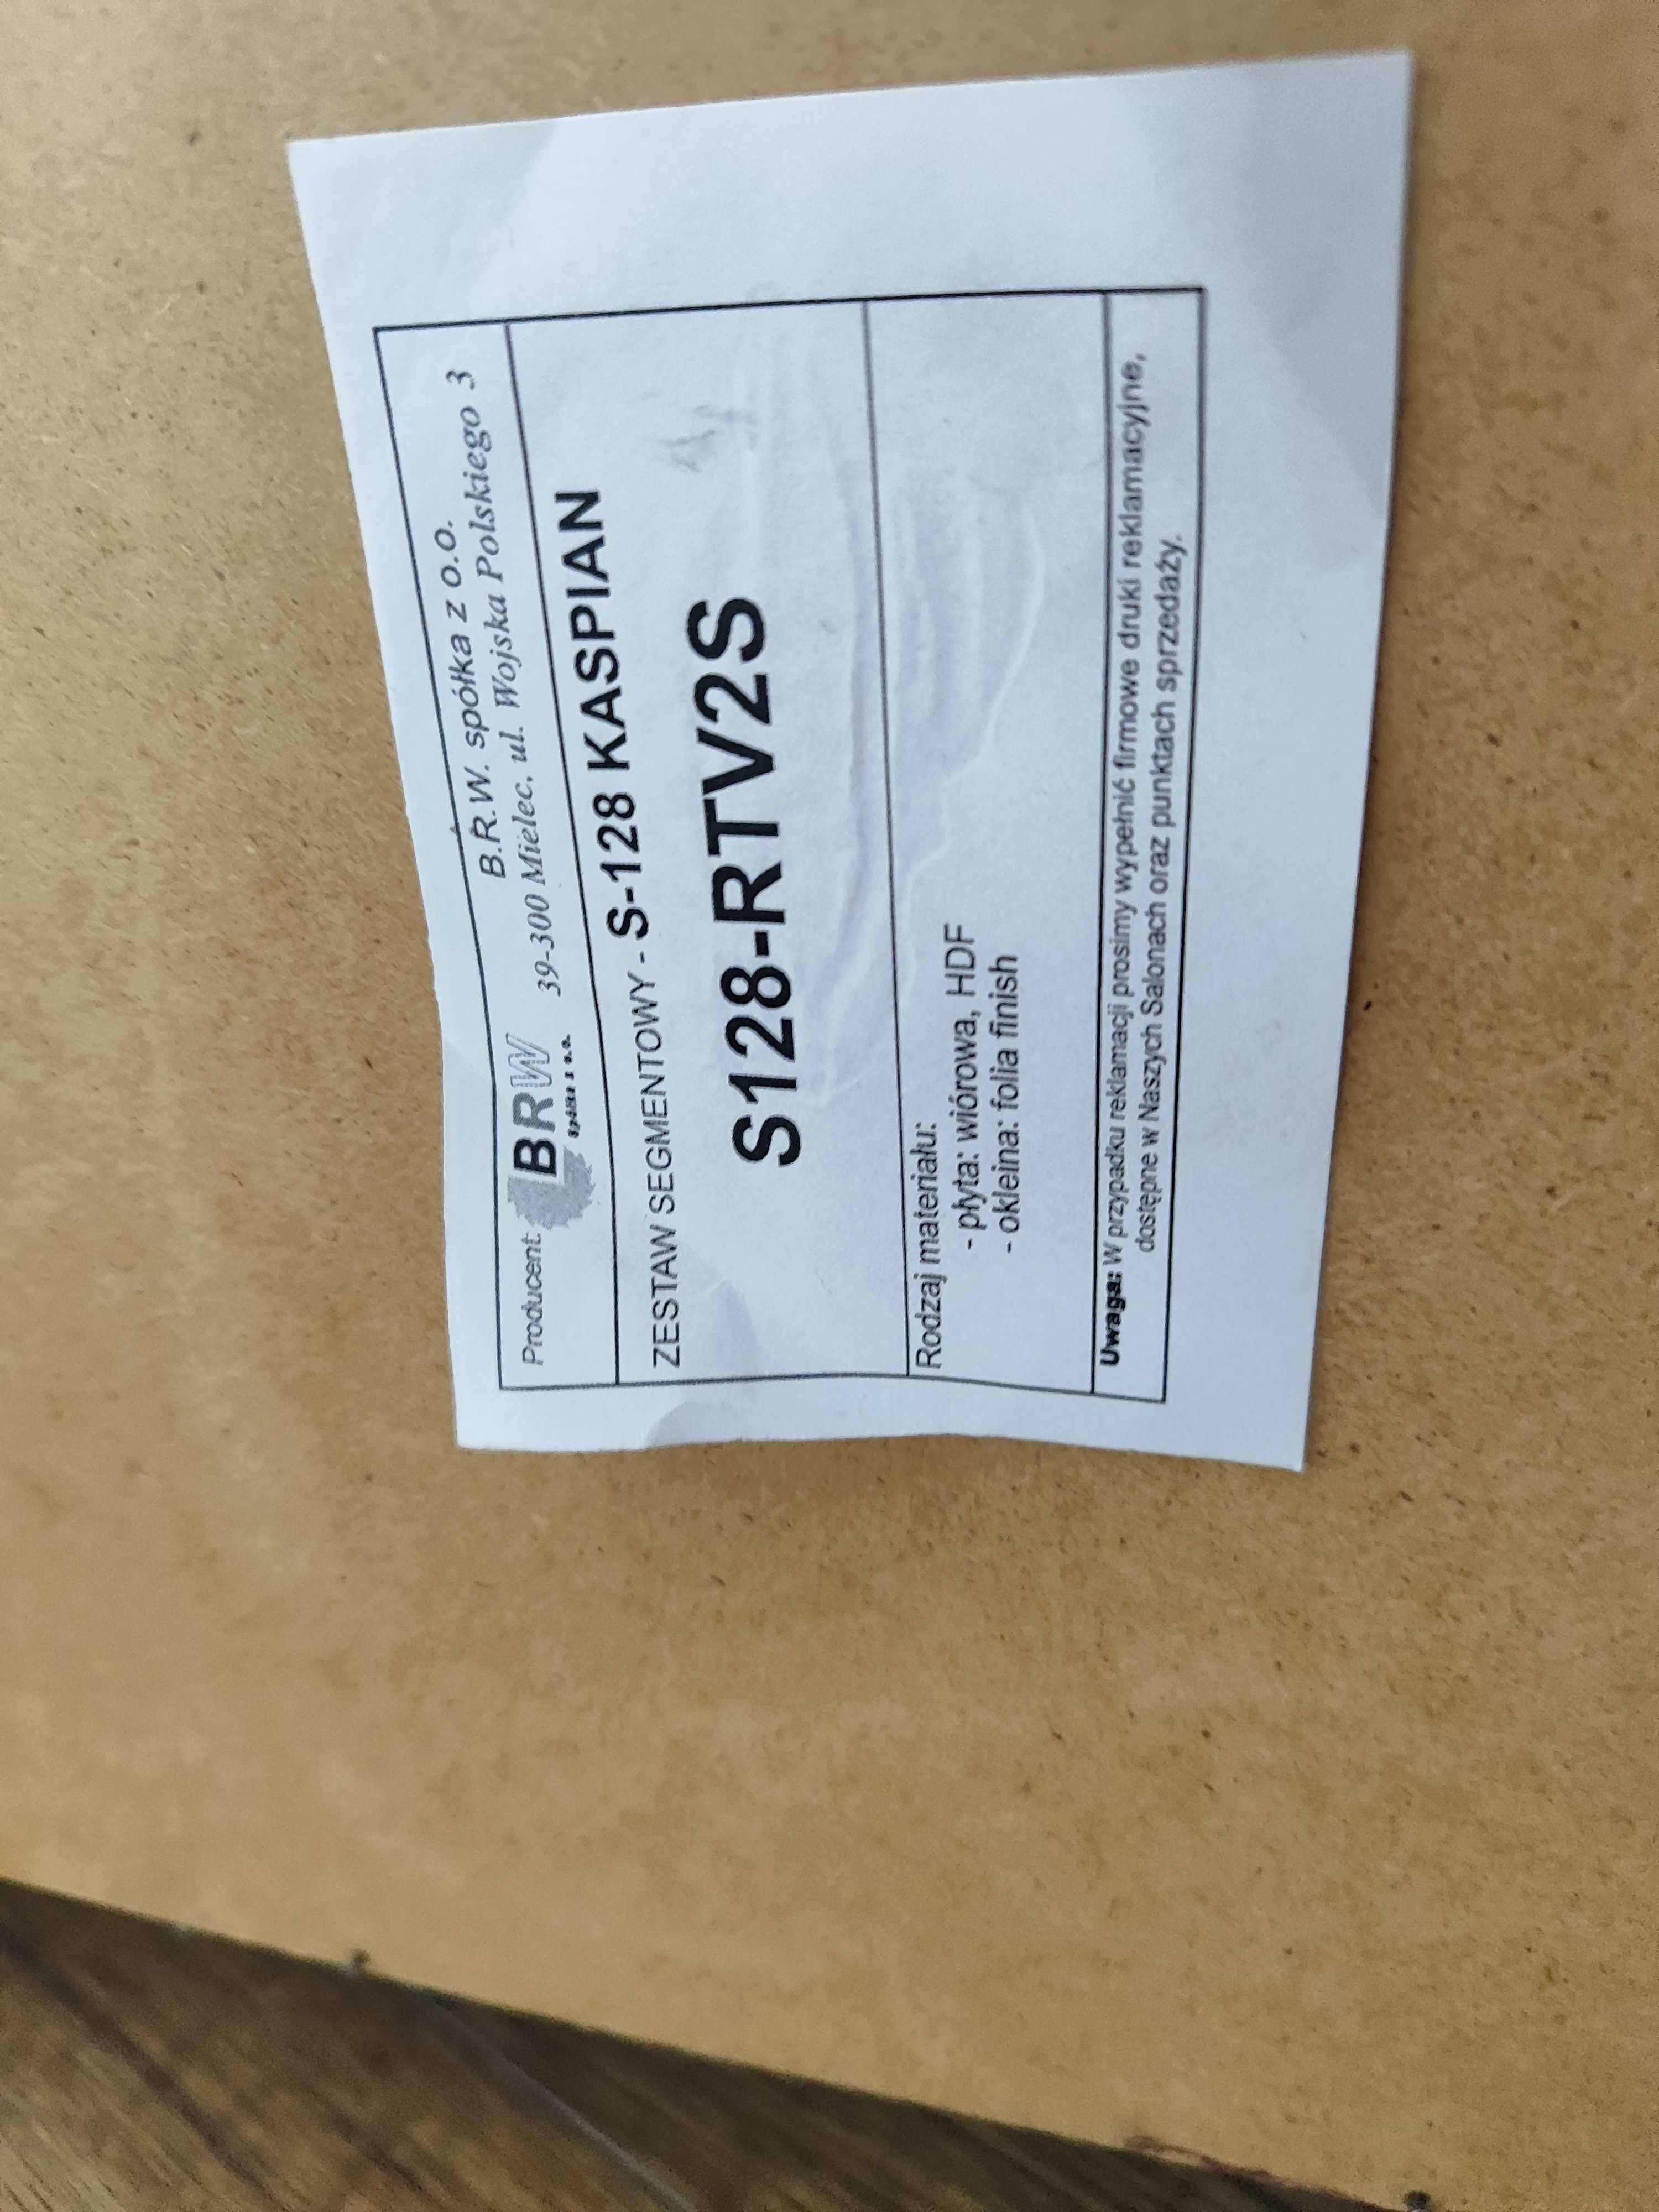 Producent BRW spółka z o.o. B.R.W. spółka z o.o.
39-300 Mielec, ul. Wojska Polskiego 3
ZESTAW SEGMENTOWY - S-128 KASPIAN
S128-RTV2S
Rodzaj materiału:
- płyta: wiórowa, HDF
- okleina: folia finish
Uwaga: W przypadku reklamacji prosimy wypełnić firmowe druki reklamacyjne,
dostępne w Naszych Salonach oraz punktach sprzedaży.